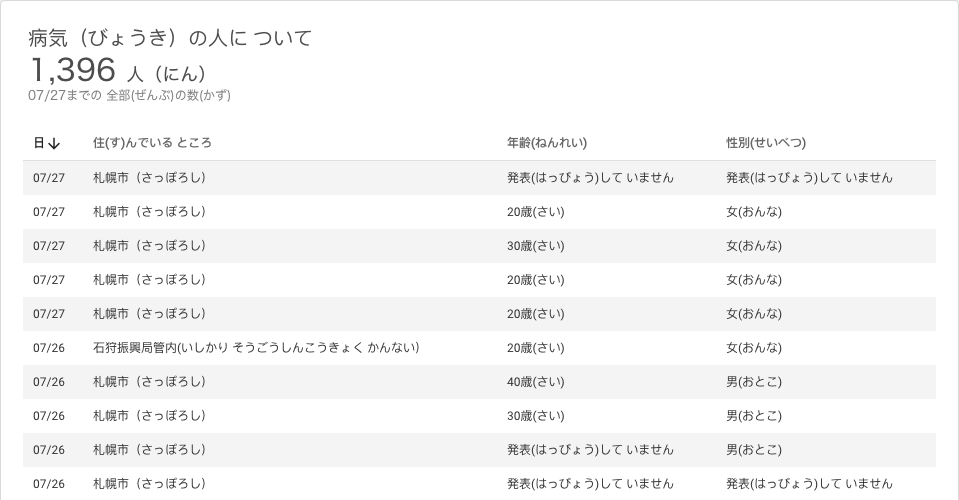 病気（びょうき）の人に ついて
1,396 人（にん）
07/27までの 全部(ぜんぶ)の数(かず)
日↓ 住(す)んでいる ところ 年齢(ねんれい) 性別(せいべつ)
07/27 札幌市（さっぽろし） 発表(はっぴょう)して いません 発表(はっぴょう)して いません
07/27 札幌市（さっぽろし） 20歳(さい) 女(おんな)
07/27 札幌市（さっぽろし） 30歳(さい) 女(おんな)
07/27 札幌市（さっぽろし） 20歳(さい) 女(おんな)
07/27 札幌市（さっぽろし） 20歳(さい) 女(おんな)
07/26 石狩振興局管内(いしかり そうごうしんこうきょく かんない） 20歳(さい) 女(おんな)
07/26 札幌市（さっぽろし） 40歳(さい) 男(おとこ)
07/26 札幌市（さっぽろし） 30歳(さい) 男(おとこ)
07/26 札幌市（さっぽろし） 発表(はっぴょう)して いません 男(おとこ)
07/26 札幌市（さっぽろし） 発表(はっぴょう)して いません 発表(はっぴょう)して いません